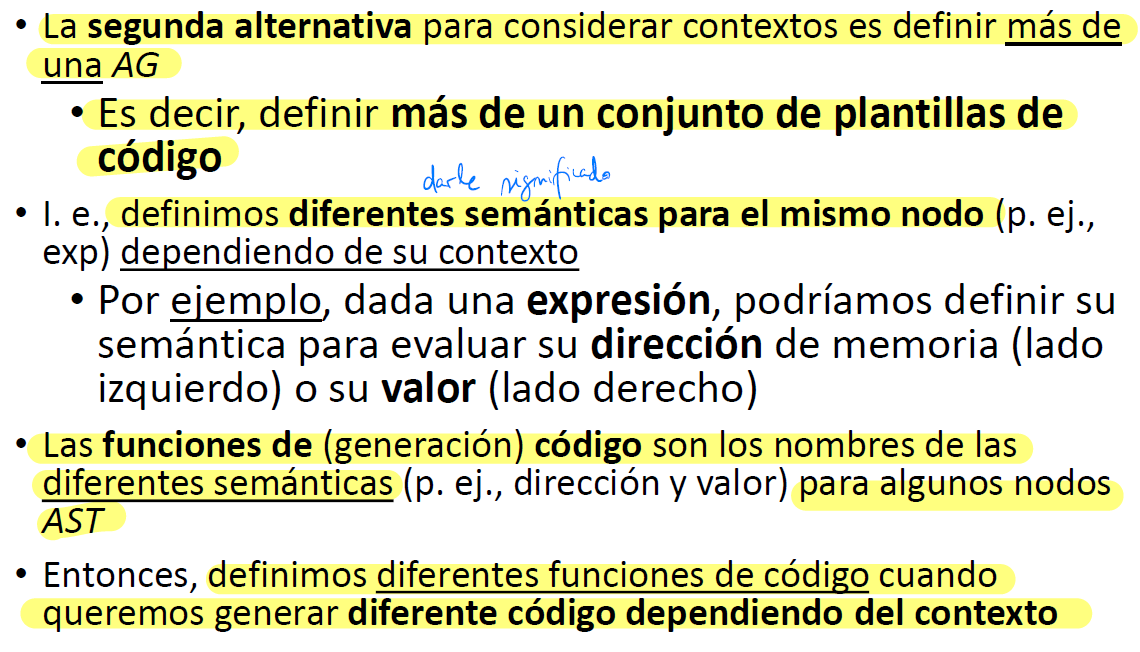 • La segunda alternativa para considerar contextos es definir más de
una AG
• Es decir, definir más de un conjunto de plantillas de
código
darle significado
• I. e., definimos diferentes semánticas para el mismo nodo (p. ej.,
exp) dependiendo de su contexto
• Por ejemplo, dada una expresión, podríamos definir su
semántica para evaluar su dirección de memoria (lado
izquierdo) o su valor (lado derecho)
• Las funciones de (generación) código son los nombres de las
diferentes semánticas (p. ej., dirección y valor) para algunos nodos
AST
• Entonces, definimos diferentes funciones de código cuando
queremos generar diferente código dependiendo del contexto